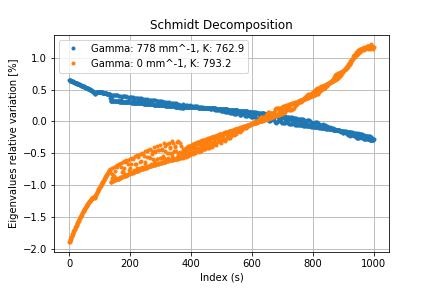 Schmidt Decomposition
Gamma: 778 mm^-1, K: 762.9
Gamma: 0 mm^-1, K: 793.2
Eigenvalues relative variation [%]
1.0
0.5
0.0
−0.5
−1.0
−1.5
−2.0
0 200 400 600 800 1000
Index (s)